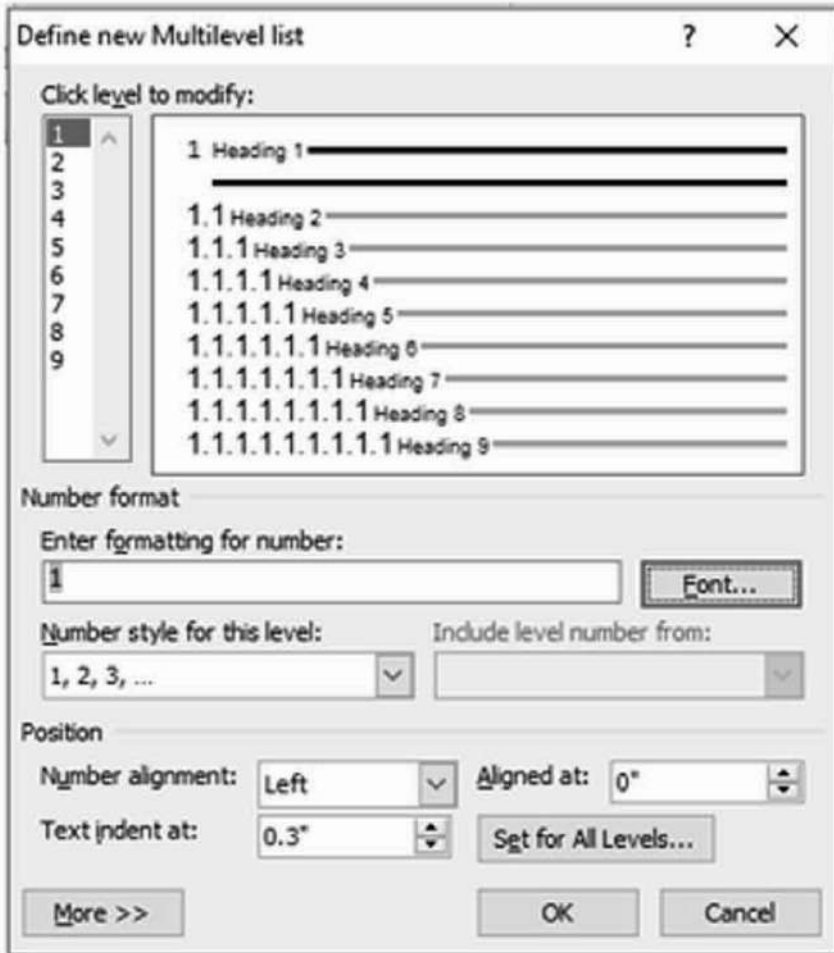 Define new Multilevel list ? X
Click level to modify:
1
2
3
4
5
6
7
8
9
1 Heading 1
1.1 Heading 2
1.1.1 Heading 3
1.1.1.1 Heading 4
1.1.1.1.1 Heading 5
1.1.1.1.1.1 Heading 6
1.1.1.1.1.1.1 Heading 7
1.1.1.1.1.1.1.1 Heading 8
1.1.1.1.1.1.1.1.1 Heading 9
Number format
Enter formatting for number:
1 Font...
Number style for this level: Include level number from:
1, 2, 3, ...
Position
Number alignment: Left Aligned at: 0"
Text indent at: 0.3" Set for All Levels...
More >> OK Cancel